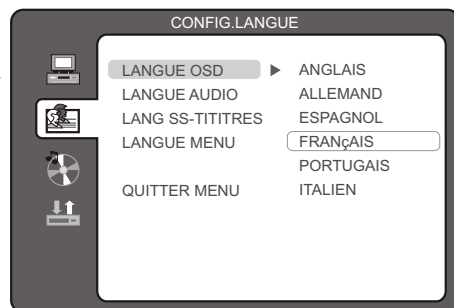 CONFIG.LANGUE
LANGUE OSD ANGLAIS
LANGUE AUDIO ALLEMAND
LANG SS-TITITRES ESPAGNOL
LANGUE MENU FRANçAIS
PORTUGAIS
QUITTER MENU ITALIEN